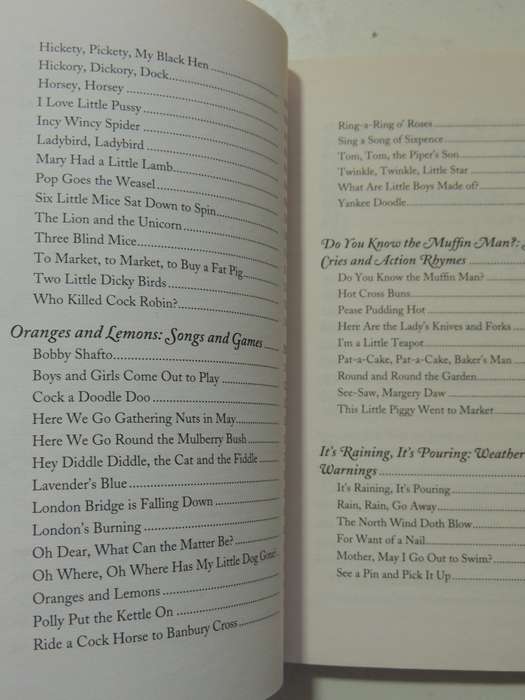 Hickety, Pickety, My Black Hen
Hickory, Dickory, Dock
Horsey, Horsey
I Love Little Pussy
Incy Wincy Spider
Ladybird, Ladybird
Mary Had a Little Lamb
Pop Goes the Weasel
Six Little Mice Sat Down to Spin
The Lion and the Unicorn
Three Blind Mice
To Market, to Market, to Buy a Fat Pig
Two Little Dicky Birds
Who Killed Cock Robin?
Oranges and Lemons: Songs and Games
Bobby Shafto
Boys and Girls Come Out to Play
Cock a Doodle Doo
Here We Go Gathering Nuts in May
Here We Go Round the Mulberry Bush
Hey Diddle Diddle, the Cat and the Fiddle
Lavender's Blue
London Bridge is Falling Down
London's Burning
Oh Dear, What Can the Matter Be?
Oh Where, Oh Where Has My Little Dog Gone?
Oranges and Lemons
Polly Put the Kettle On
Ride a Cock Horse to Banbury Cross
Ring-a-Ring o' Roses
Sing a Song of Sixpence
Tom, Tom, the Piper's Son
Twinkle, Twinkle, Little Star
What Are Little Boys Made of?
Yankee Doodle
Do You Know the Muffin Man?:
Cries and Action Rhymes
Do You Know the Muffin Man?
Hot Cross Buns
Pease Pudding Hot
Here Are the Lady's Knives and Forks
I'm a Little Teapot
Pat-a-Cake, Pat-a-Cake, Baker's Man
Round and Round the Garden
See-Saw, Margery Daw
This Little Piggy Went to Market
It's Raining, It's Pouring: Weather
Warnings
It's Raining, It's Pouring
Rain, Rain, Go Away
The North Wind Doth Blow
For Want of a Nail
Mother, May I Go Out to Swim?
See a Pin and Pick It Up